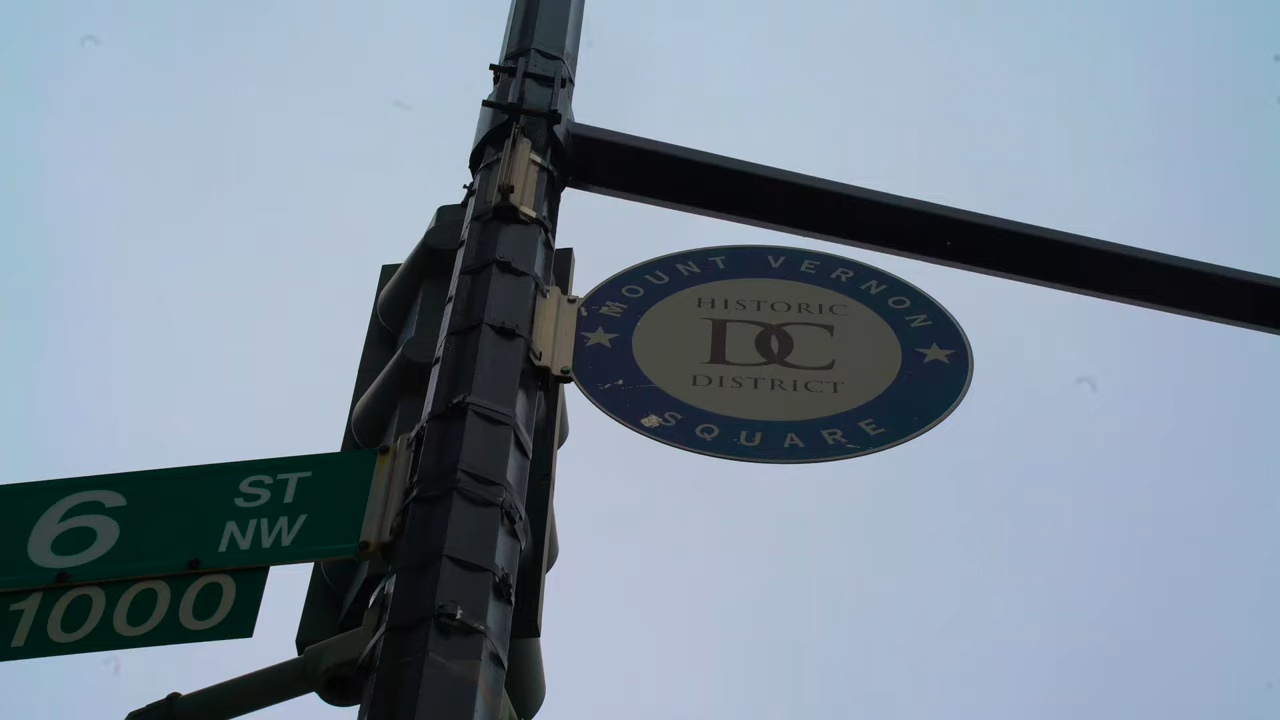 MOUNT VERNON
HISTORIC
DC
DISTRICT
SQUARE
6 ST
NW
1000